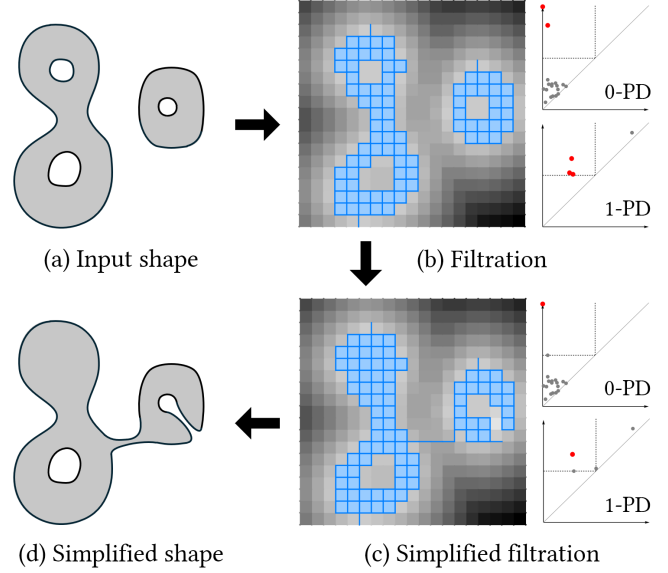 0-PD
1-PD
(a) Input shape
(b) Filtration
0-PD
1-PD
(d) Simplified shape
(c) Simplified filtration